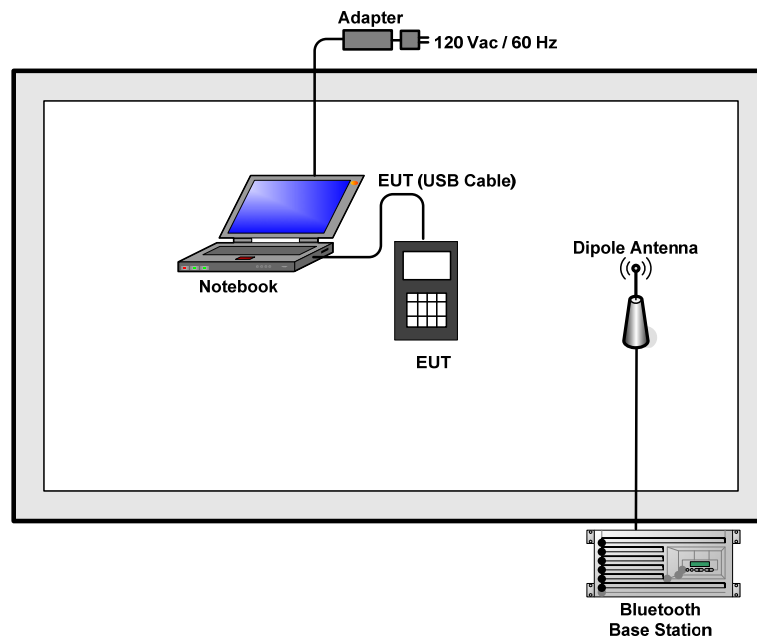 Adapter
120 Vac / 60 Hz
EUT (USB Cable)
Dipole Antenna
Notebook
EUT
Bluetooth
Base Station